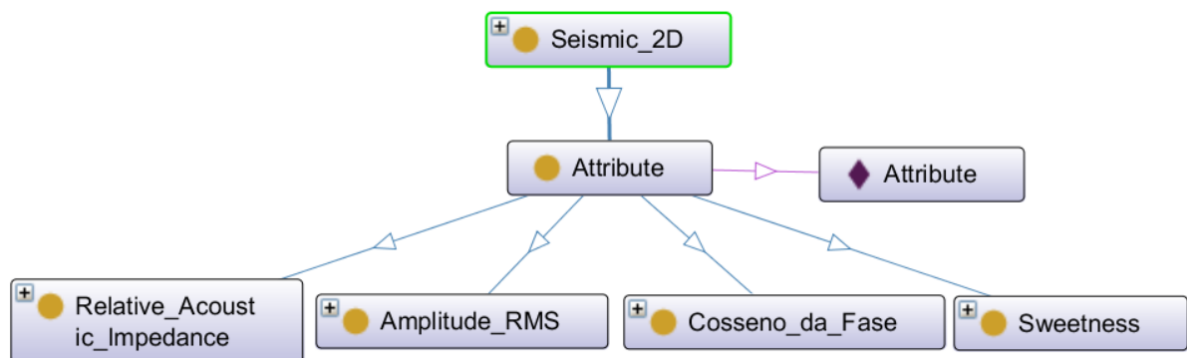 Seismic_2D
Attribute
Attribute
Relative_Acoust
ic_Impedance
Amplitude_RMS
Cosseno_da_Fase
Sweetness